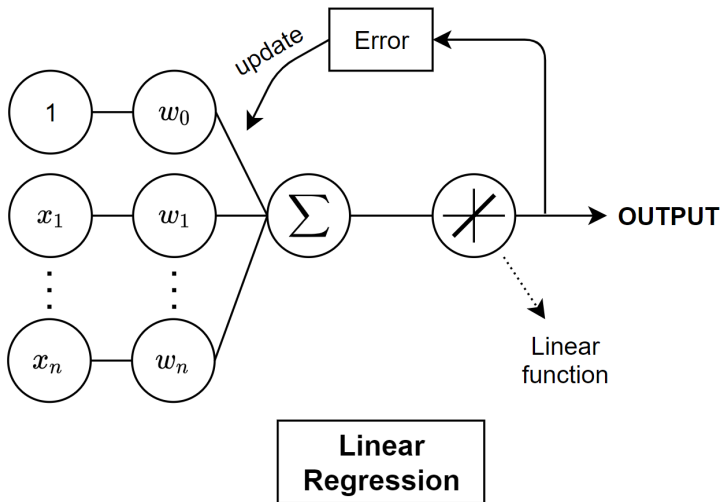 update
Error
1
w₀
x₁
w₁
∑
OUTPUT
xₙ
wₙ
Linear
function
Linear
Regression